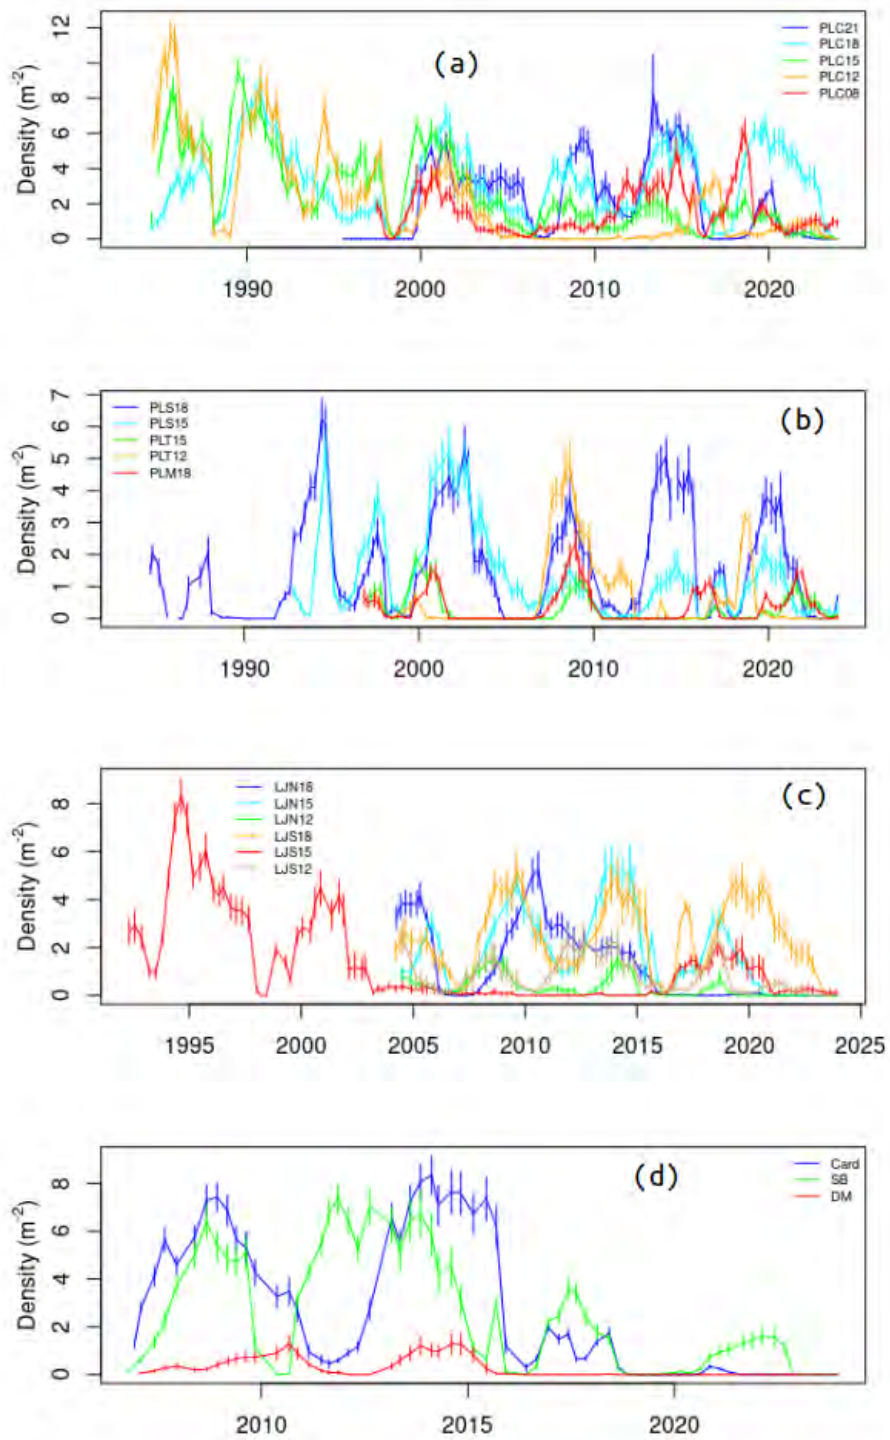 (a)
Density (m-2)
12
8
6
4
2
0
PLC21
PLC18
PLC15
PLC12
PLC08
1990
2000
2010
2020
(b)
Density (m-2)
7
6
5
4
3
2
1
0
PLS18
PLS15
PLT15
PLT12
PLM18
1990
2000
2010
2020
(c)
Density (m-2)
8
6
4
2
0
LJN18
LJN15
LJN12
LJS18
LJS15
LJS12
1995
2000
2005
2010
2015
2020
2025
(d)
Density (m-2)
8
6
4
2
0
Card
SB
DM
2010
2015
2020